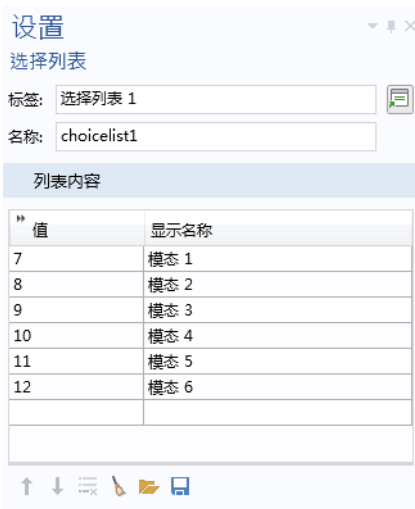 设置
选择列表
标签: 选择列表 1
名称: choicelist1
列表内容
值 显示名称
7 模态 1
8 模态 2
9 模态 3
10 模态 4
11 模态 5
12 模态 6